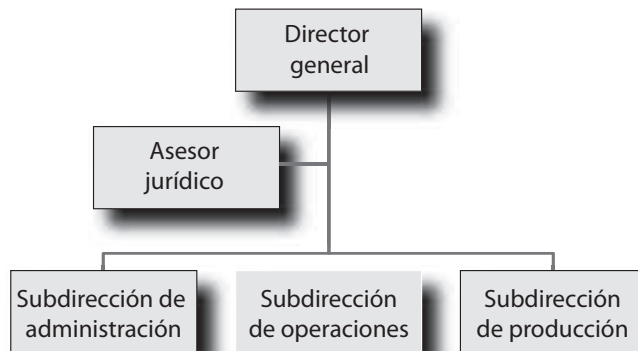 Director
general
Asesor
jurídico
Subdirección de
administración
Subdirección
de operaciones
Subdirección
de producción